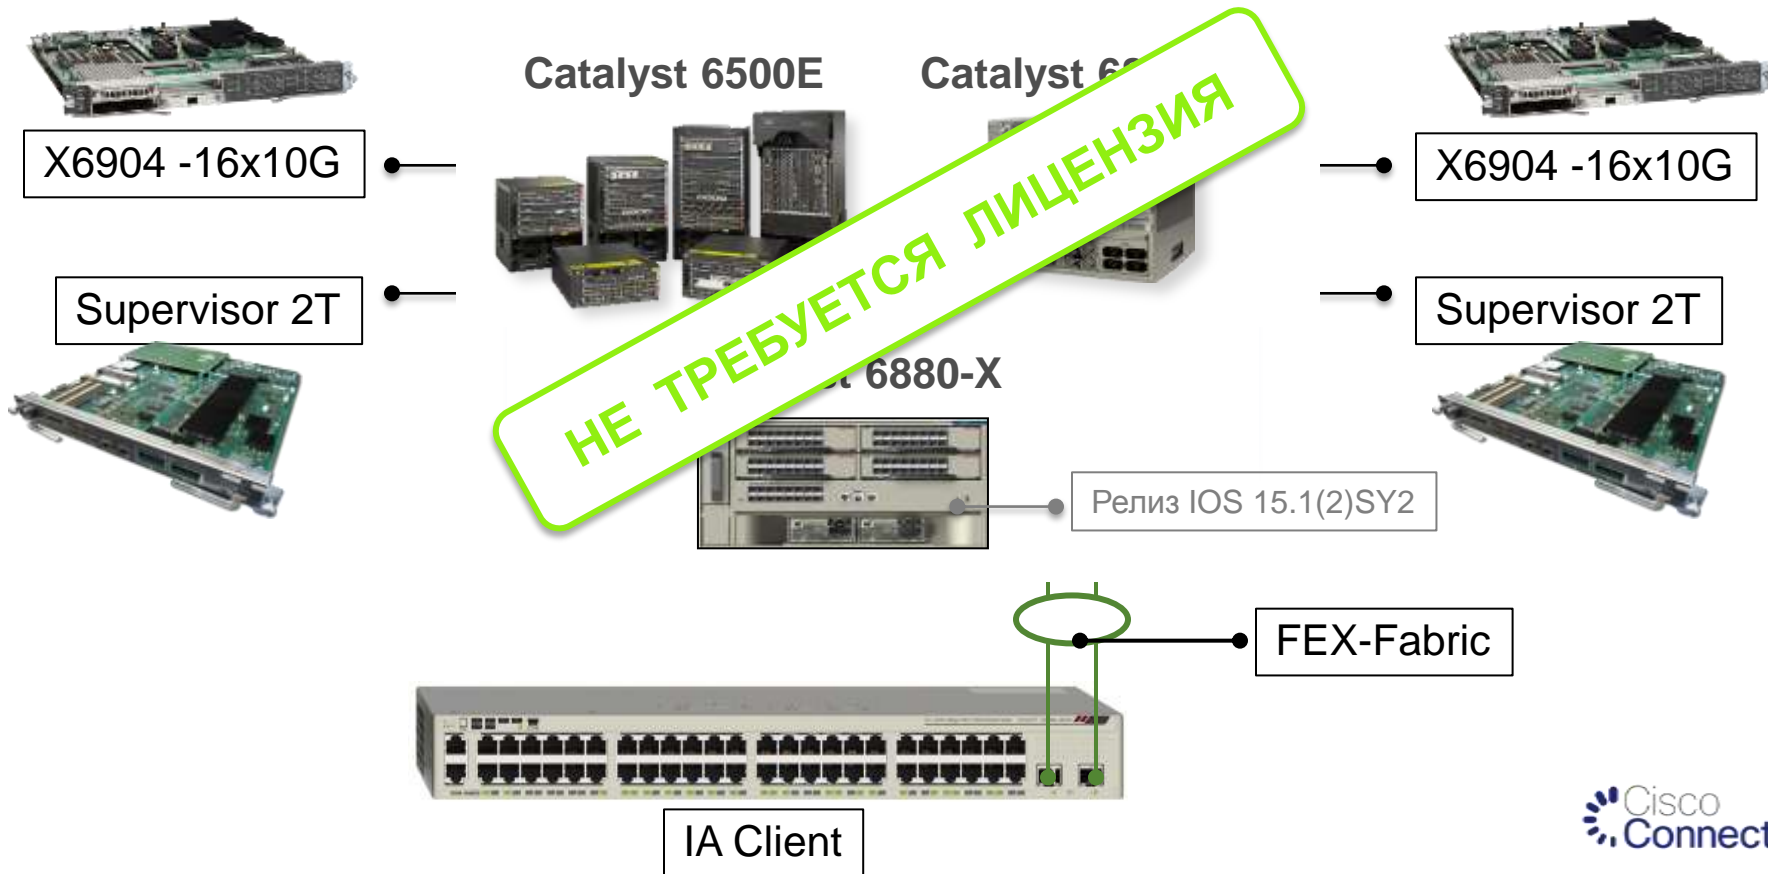 Catalyst 6500E
Catalyst
X6904 -16x10G
X6904 -16x10G
НЕ ТРЕБУЕТСЯ ЛИЦЕНЗИЯ
Supervisor 2T
Supervisor 2T
6880-X
Релиз IOS 15.1(2)SY2
FEX-Fabric
IA Client
Cisco
Connect